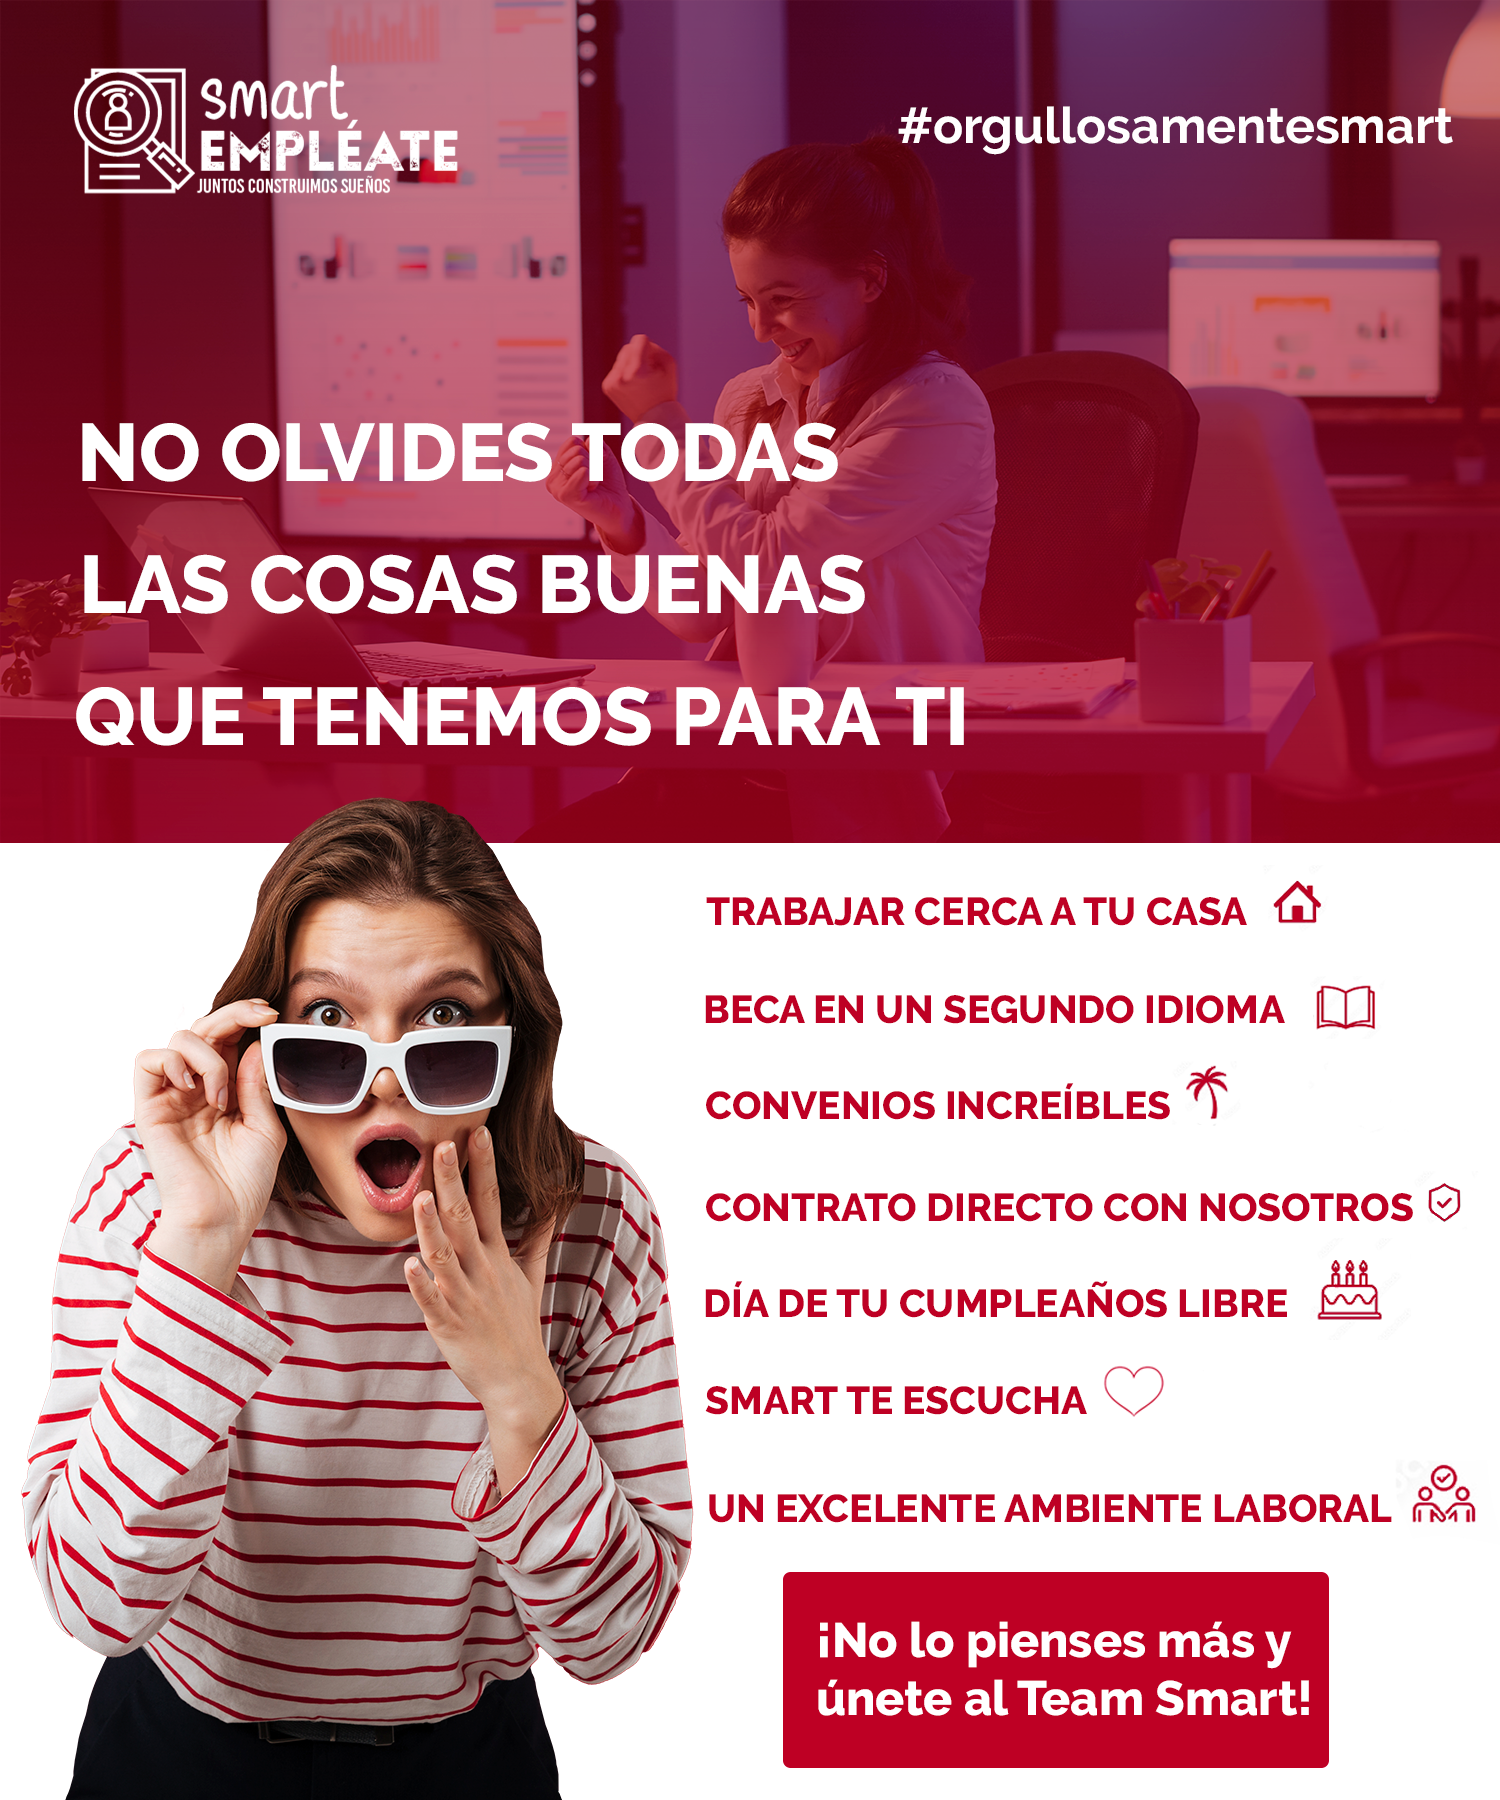 smart
EMPLÉATE
JUNTOS CONSTRUIMOS SUEÑOS
#orgullosamentesmart
NO OLVIDES TODAS
LAS COSAS BUENAS
QUE TENEMOS PARA TI
TRABAJAR CERCA A TU CASA
BECA EN UN SEGUNDO IDIOMA
CONVENIOS INCREÍBLES
CONTRATO DIRECTO CON NOSOTROS
DÍA DE TU CUMPLEAÑOS LIBRE
SMART TE ESCUCHA
UN EXCELENTE AMBIENTE LABORAL
¡No lo pienses más y
únete al Team Smart!